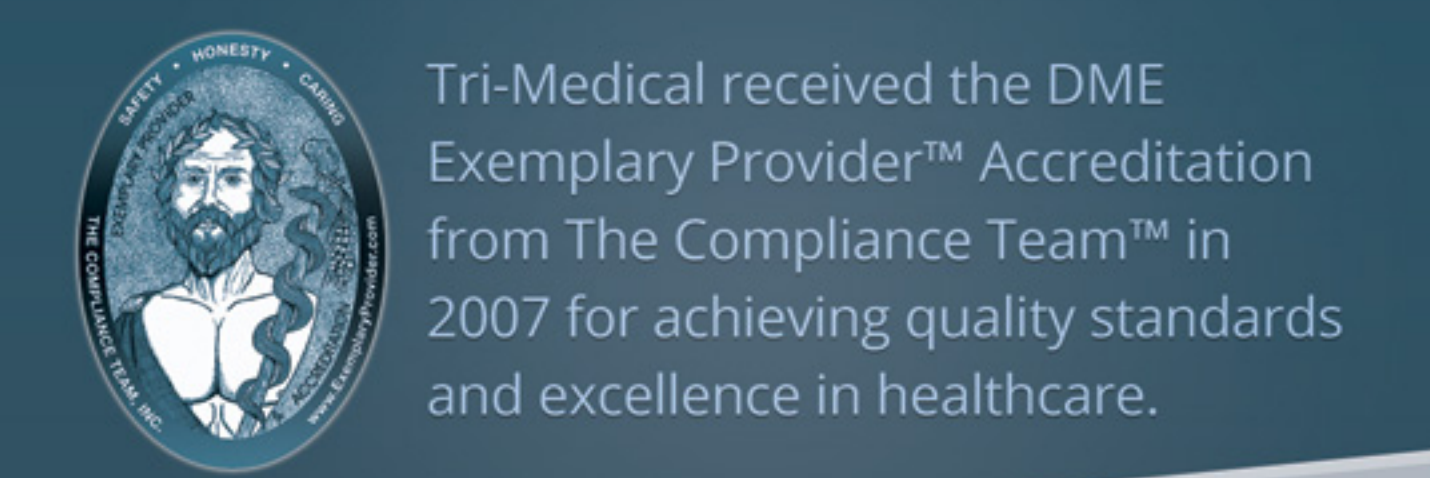 SAFETY • HONESTY • CARING
EXEMPLARY PROVIDER
THE COMPLIANCE TEAM, INC.
www.ExemplaryProvider.com
Tri-Medical received the DME
Exemplary Provider™ Accreditation
from The Compliance Team™ in
2007 for achieving quality standards
and excellence in healthcare.